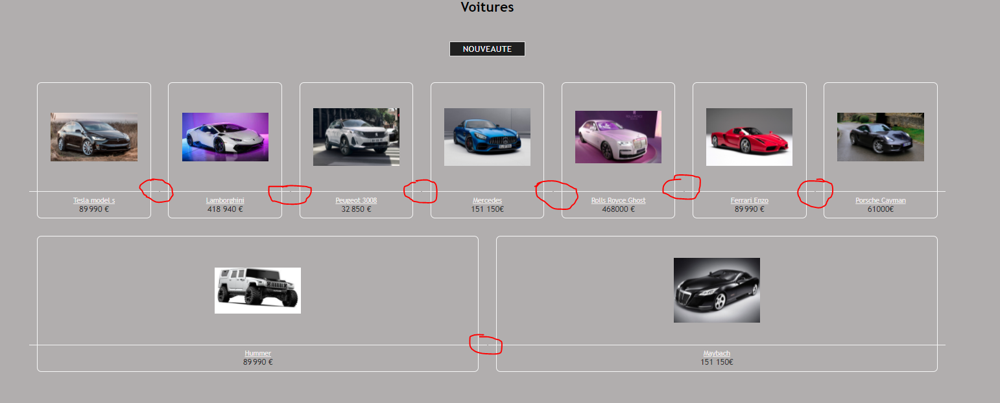 Voitures
NOUVEAUTE
Tesla model s
89 990 €
Lamborghini
418 940 €
Peugeot 3008
32 850 €
Mercedes
151 150€
Rolls Royce Ghost
468000 €
Ferrari Enzo
89 990 €
Porsche Cayman
61000€
Hummer
89 990 €
Maybach
151 150€